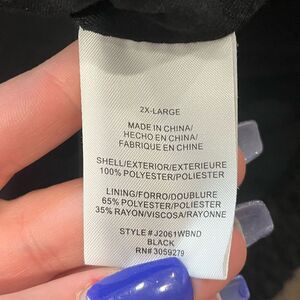 2X-LARGE
MADE IN CHINA/
HECHO EN CHINA/
FABRIQUE EN CHINE
SHELL/EXTERIOR/EXTERIEURE
100% POLYESTER/POLIESTER
LINING/FORRO/DOUBLURE
65% POLYESTER/POLIESTER
35% RAYON/VISCOSA/RAYONNE
STYLE # J2061WBND
BLACK
RN# 3059279